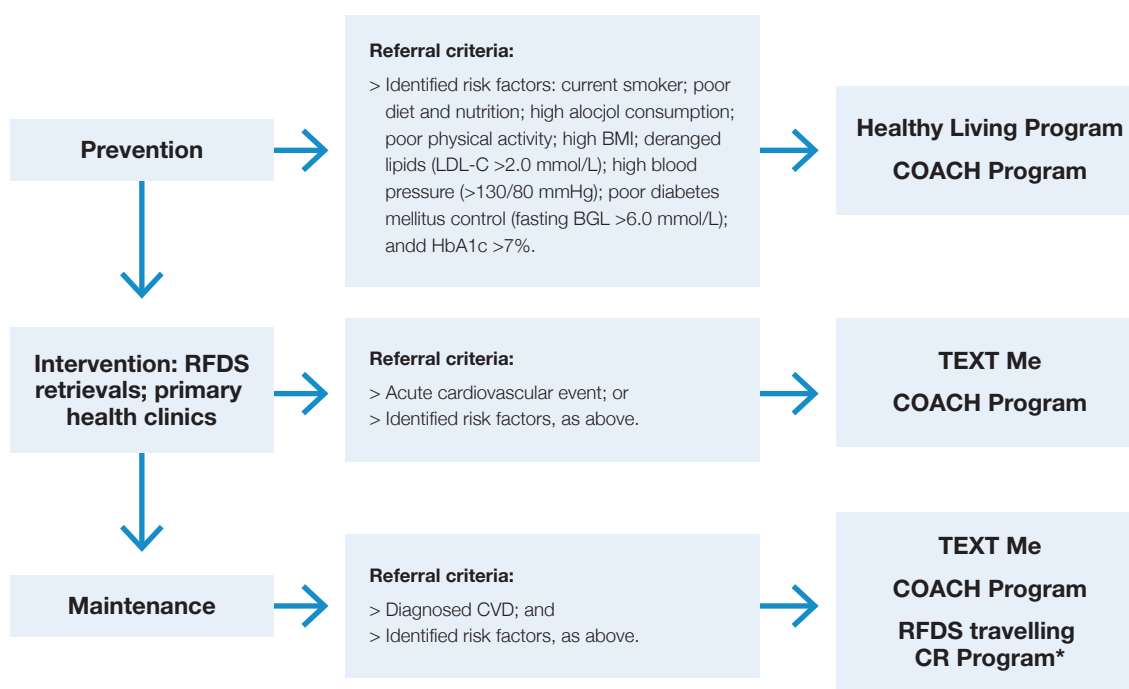 Prevention
Referral criteria:
> Identified risk factors: current smoker; poor
diet and nutrition; high alocjol consumption;
poor physical activity; high BMI; deranged
lipids (LDL-C >2.0 mmol/L); high blood
pressure (>130/80 mmHg); poor diabetes
mellitus control (fasting BGL >6.0 mmol/L);
andd HbA1c >7%.
Healthy Living Program
COACH Program
Intervention: RFDS
retrievals; primary
health clinics
Referral criteria:
> Acute cardiovascular event; or
> Identified risk factors, as above.
TEXT Me
COACH Program
Maintenance
Referral criteria:
> Diagnosed CVD; and
> Identified risk factors, as above.
TEXT Me
COACH Program
RFDS travelling
CR Program*